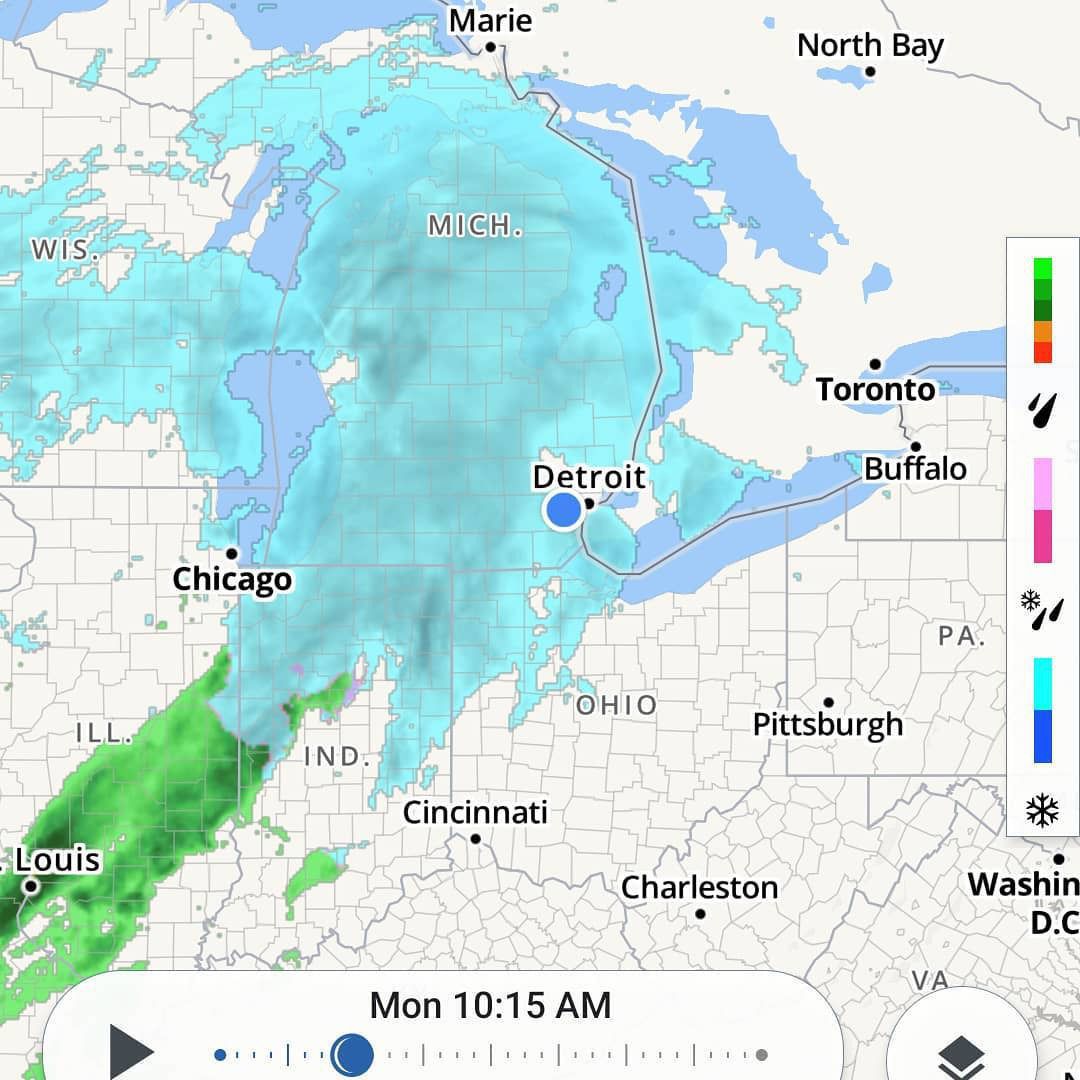 Marie
North Bay
MICH.
WIS.
Toronto
Buffalo
Detroit
Chicago
PA.
OHIO
Pittsburgh
ILL.
IND.
Cincinnati
. Louis
Charleston
Washin
D.C
VA
Mon 10:15 AM